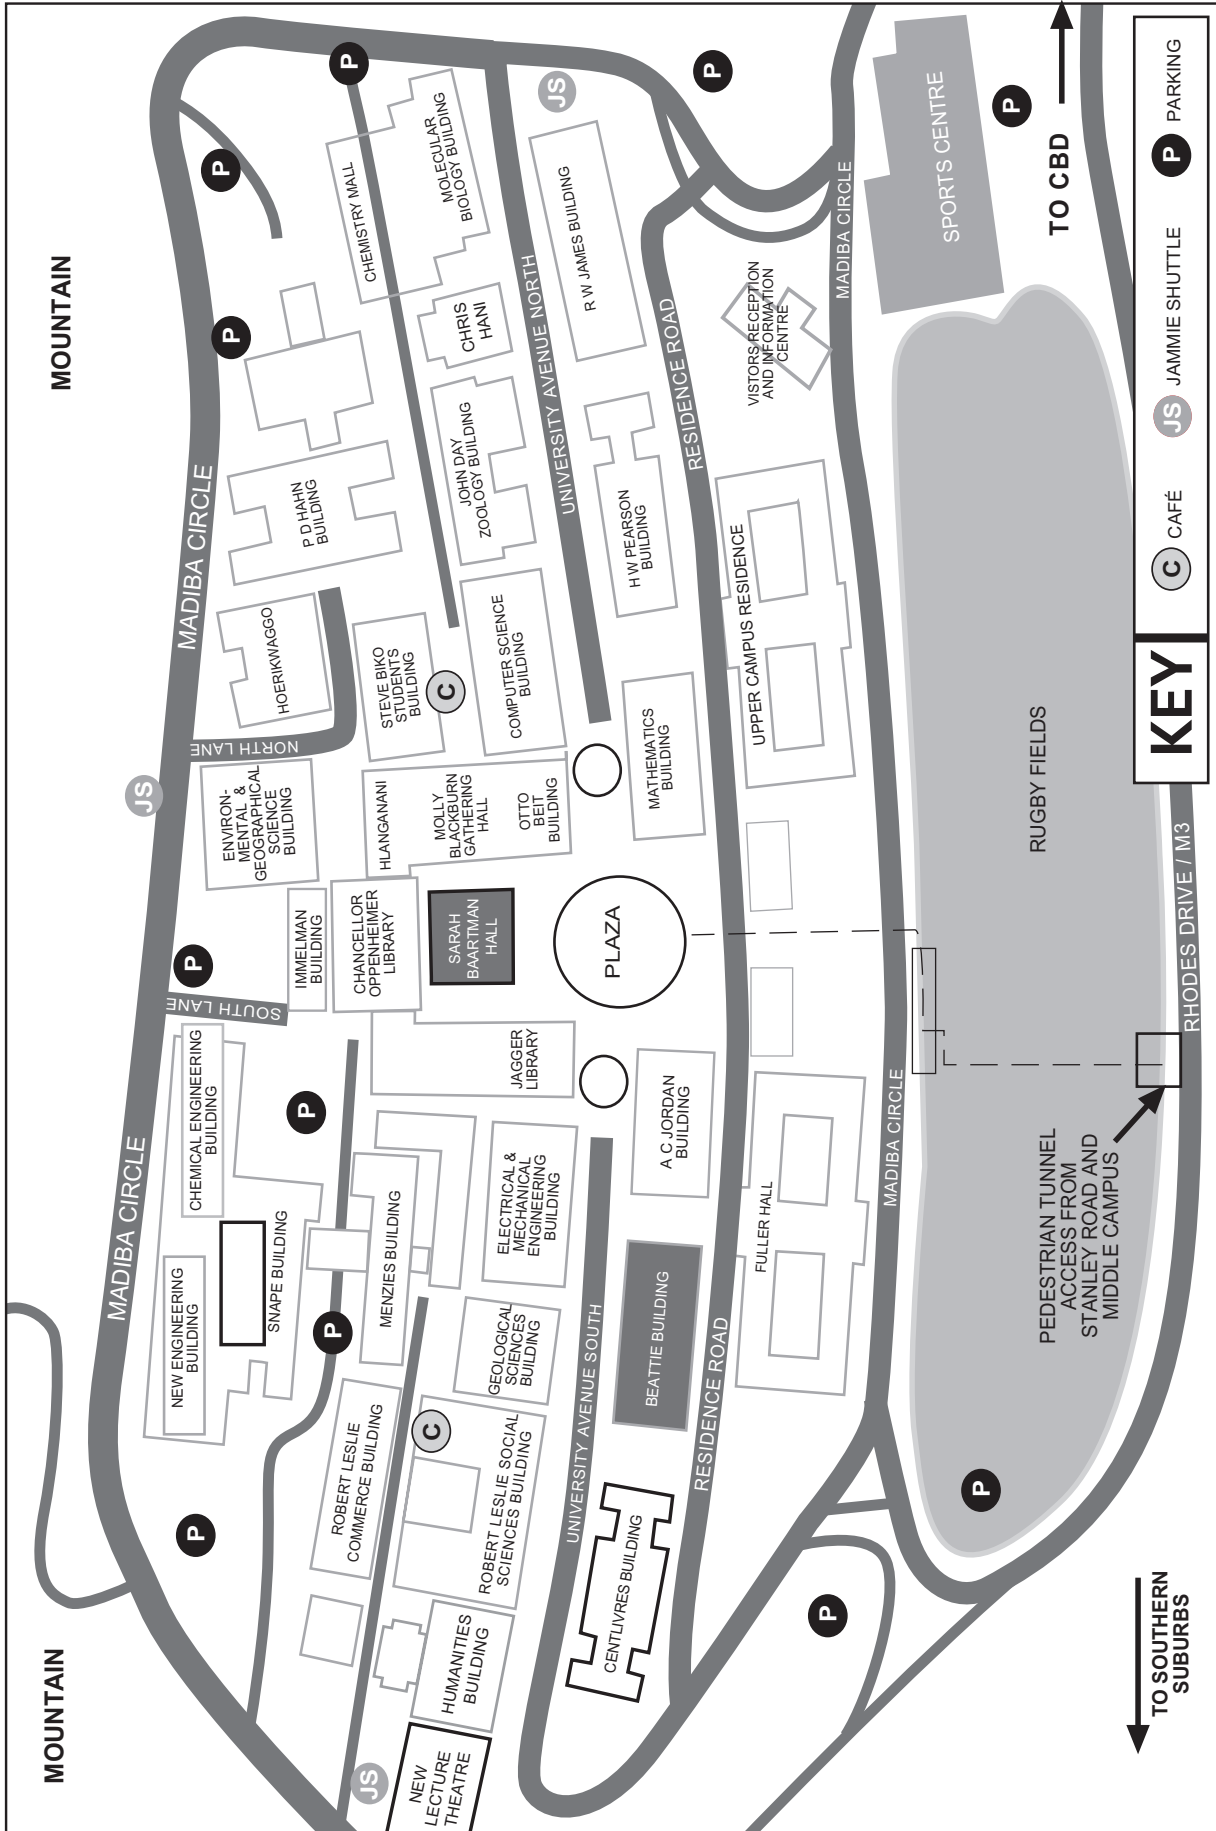 MOUNTAIN
MOUNTAIN
MADIBA CIRCLE
MADIBA CIRCLE
JS
P
P
P
P
NEW ENGINEERING
BUILDING
CHEMICAL ENGINEERING
BUILDING
SOUTH LANE
NORTH LANE
ENVIRON-
MENTAL &
GEOGRAPHICAL
SCIENCE
BUILDING
HOERIKWAGGO
P D HAHN
BUILDING
SNAPE BUILDING
P
P
P
IMMELMAN
BUILDING
ROBERT LESLIE
COMMERCE BUILDING
MENZIES BUILDING
CHANCELLOR
OPPENHEIMER
LIBRARY
HLANGANANI
MOLLY
BLACKBURN
GATHERING
HALL
OTTO
BEIT
BUILDING
STEVE BIKO
STUDENTS
BUILDING
C
CHEMISTRY MALL
MOLECULAR
BIOLOGY BUILDING
CHRIS
HANI
JOHN DAY
ZOOLOGY BUILDING
COMPUTER SCIENCE
BUILDING
JS
NEW
LECTURE
THEATRE
HUMANITIES
BUILDING
C
ROBERT LESLIE SOCIAL
SCIENCES BUILDING
GEOLOGICAL
SCIENCES
BUILDING
ELECTRICAL &
MECHANICAL
ENGINEERING
BUILDING
JAGGER
LIBRARY
SARAH
BAARTMAN
HALL
JS
UNIVERSITY AVENUE SOUTH
UNIVERSITY AVENUE NORTH
R W JAMES BUILDING
CENTLIVRES BUILDING
BEATTIE BUILDING
A C JORDAN
BUILDING
PLAZA
MATHEMATICS
BUILDING
H W PEARSON
BUILDING
RESIDENCE ROAD
RESIDENCE ROAD
P
FULLER HALL
UPPER CAMPUS RESIDENCE
VISTORS RECEPTION
AND INFORMATION
CENTRE
P
MADIBA CIRCLE
MADIBA CIRCLE
SPORTS CENTRE
P
P
RUGBY FIELDS
TO CBD
PEDESTRIAN TUNNEL
ACCESS FROM
STANLEY ROAD AND
MIDDLE CAMPUS
RHODES DRIVE / M3
TO SOUTHERN
SUBURBS
KEY
C CAFÉ
JS JAMMIE SHUTTLE
P PARKING